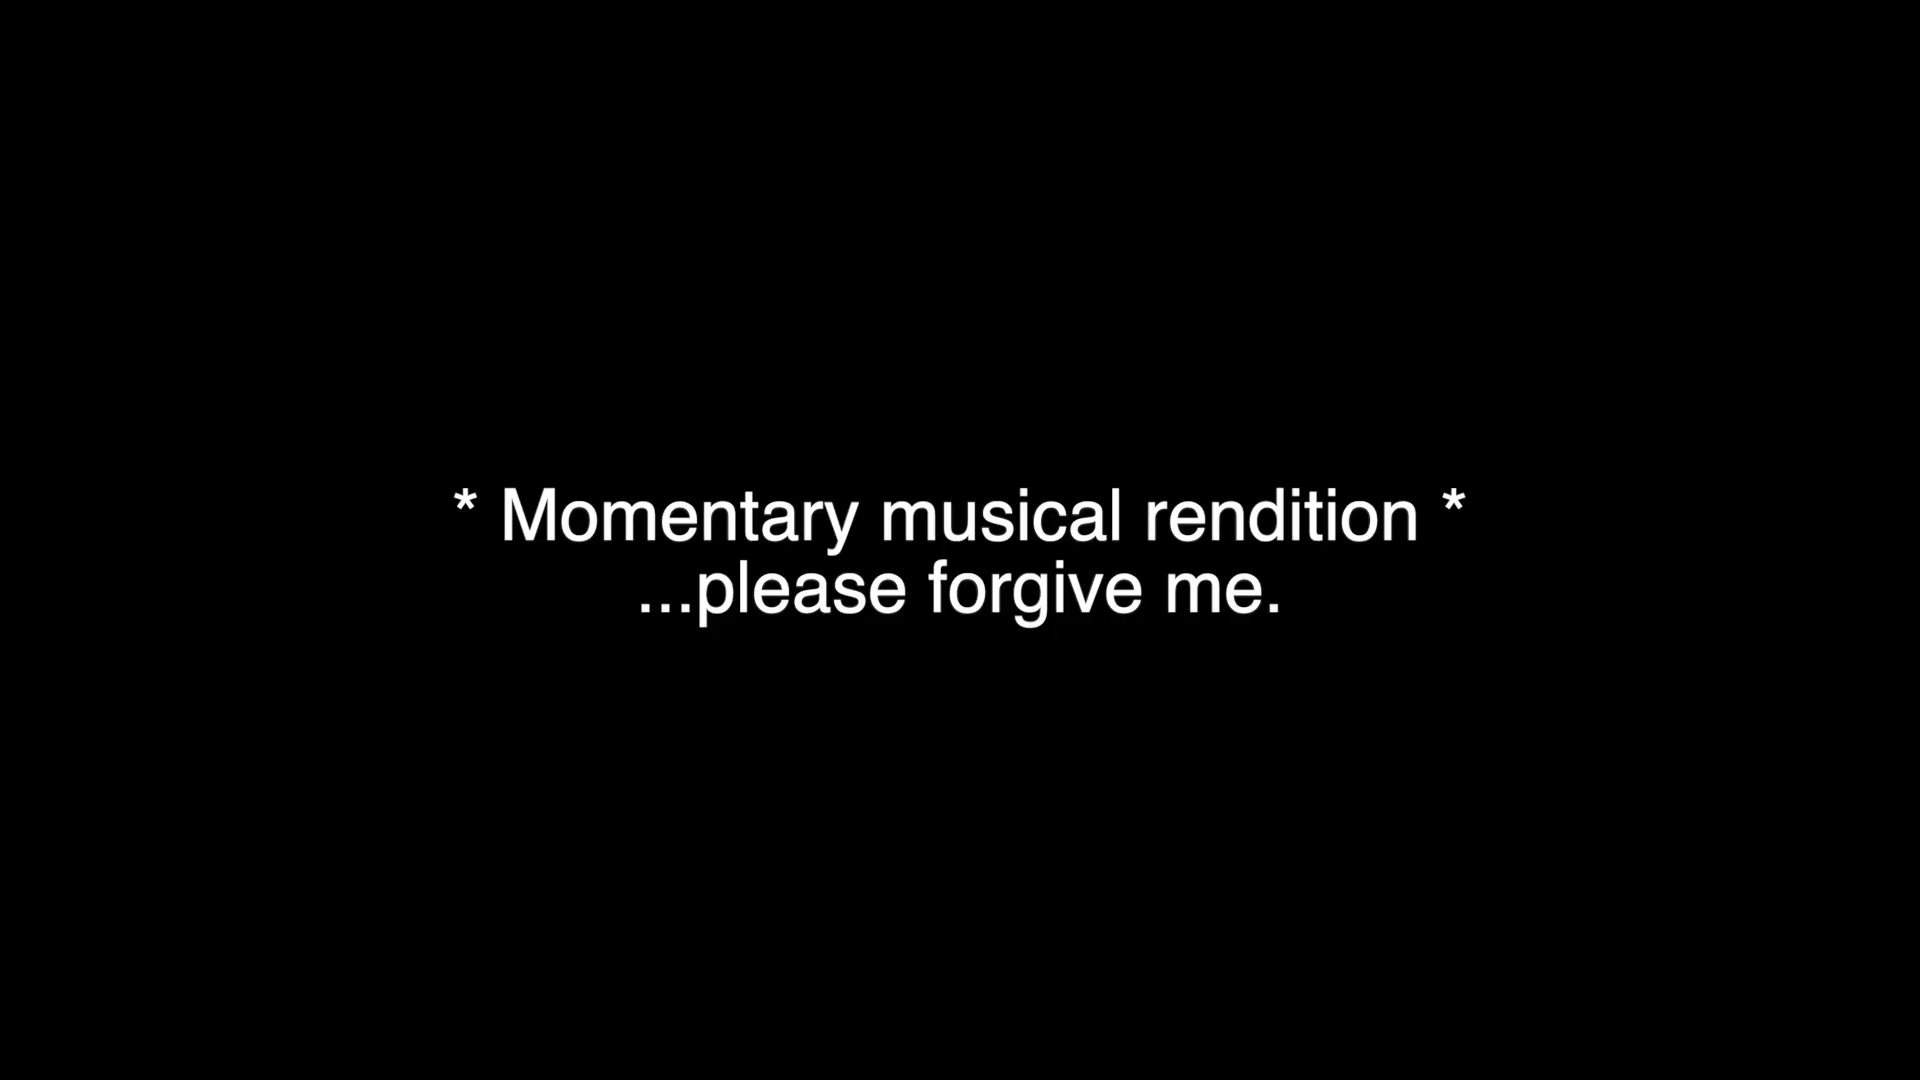 * Momentary musical rendition *
...please forgive me.